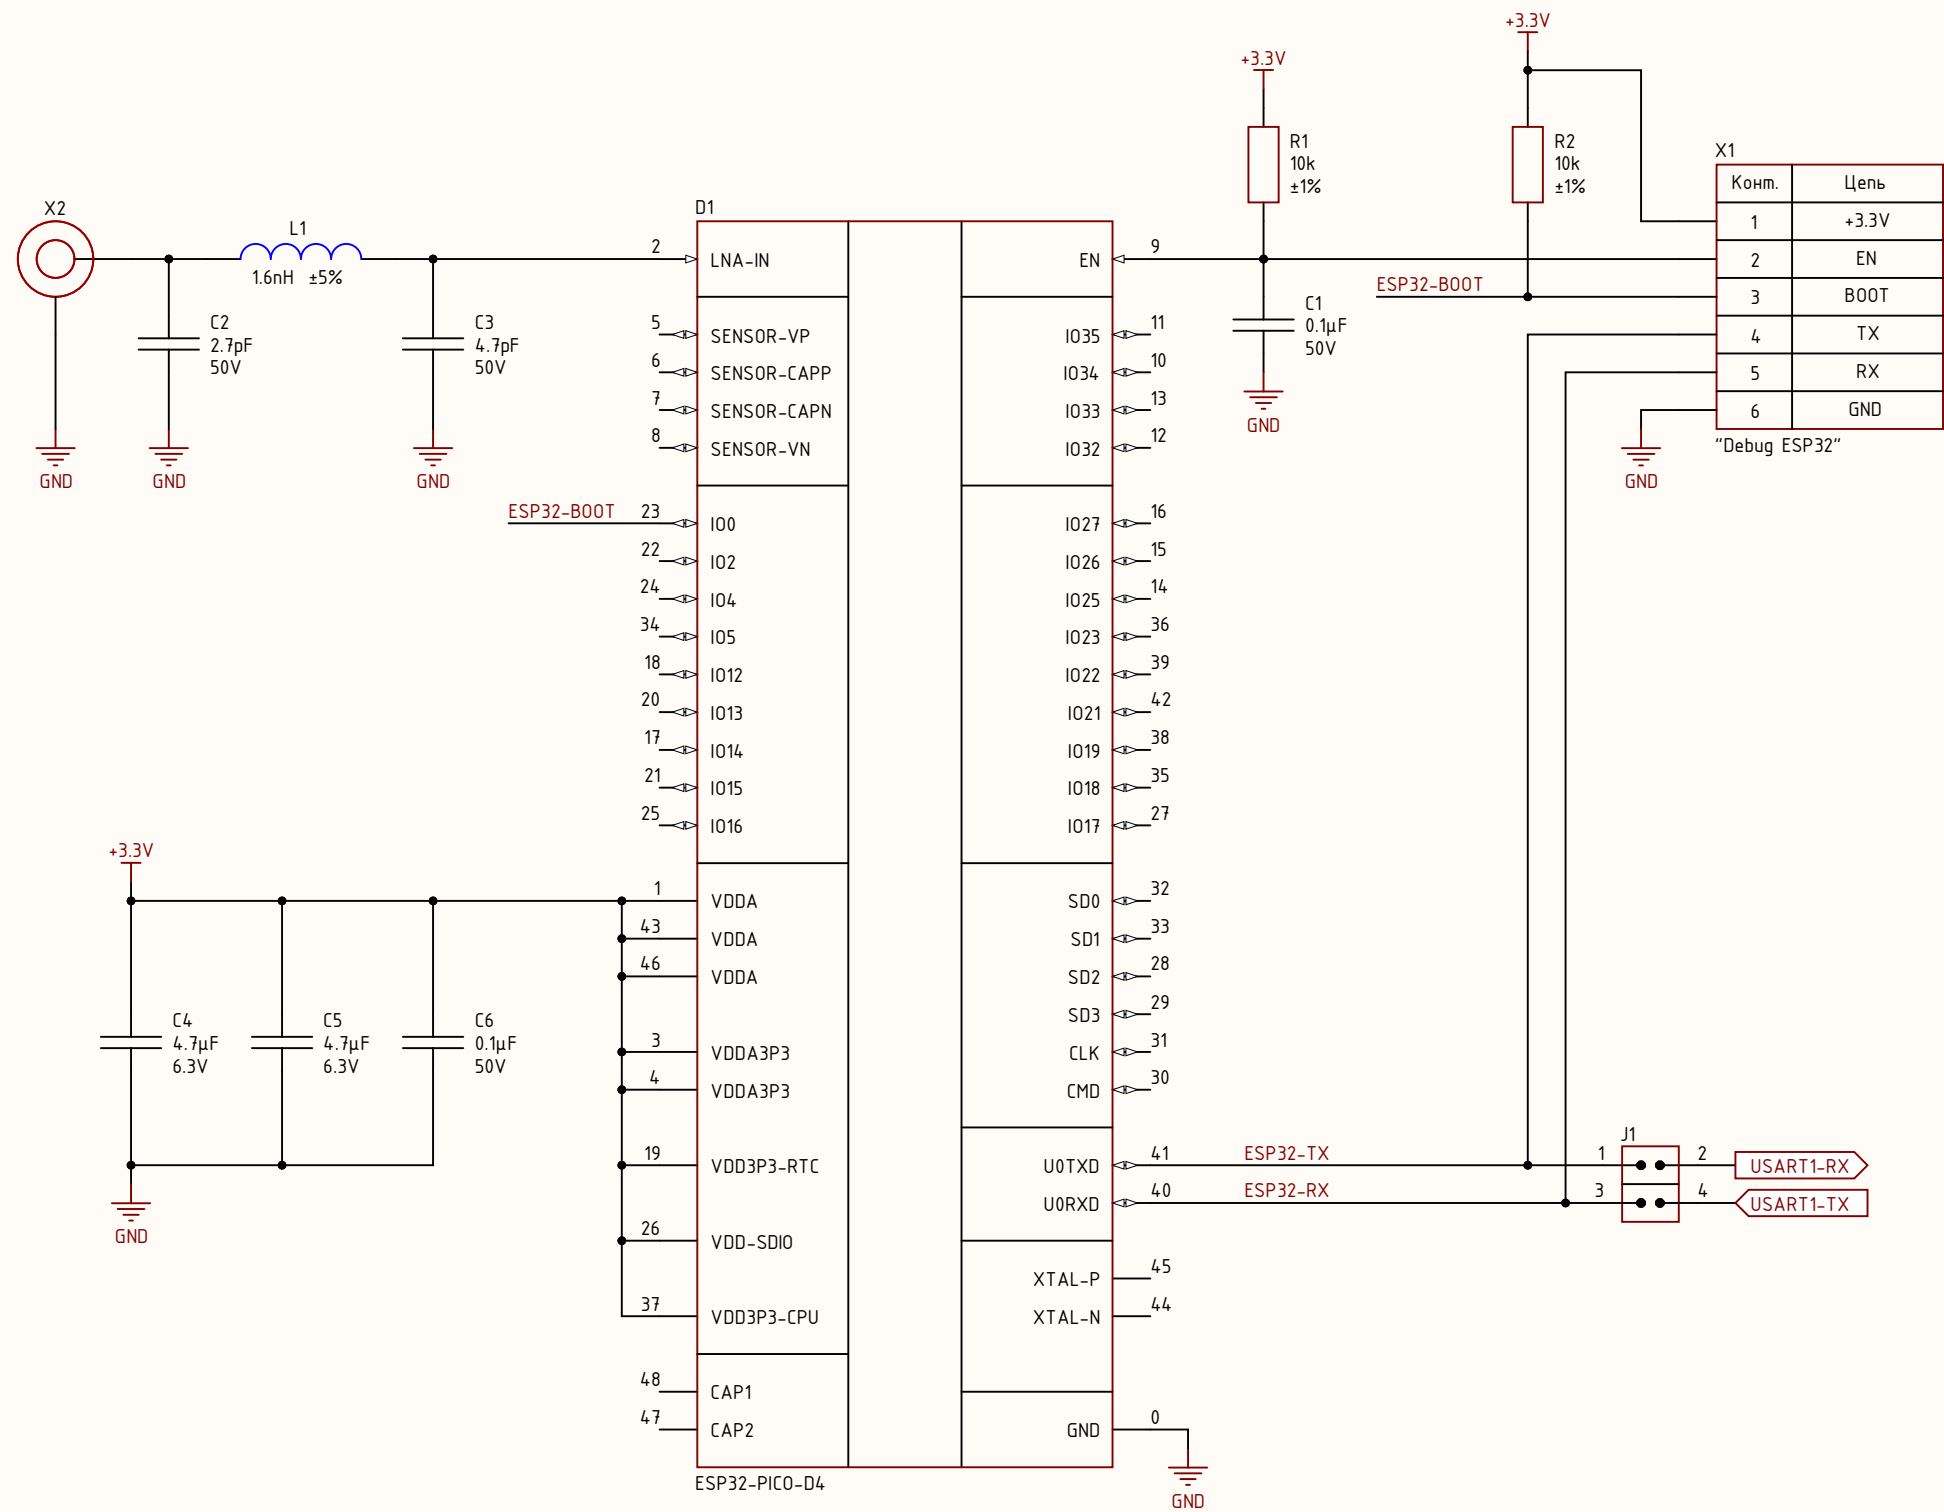 +3.3V
+3.3V
R1
10k
±1%
R2
10k
±1%
X1
Конт. Цепь
1 +3.3V
2 EN
3 BOOT
4 TX
5 RX
6 GND
"Debug ESP32"
GND
ESP32-BOOT
C1
0.1µF
50V
GND
X2
L1
1.6nH ±5%
C2
2.7pF
50V
C3
4.7pF
50V
GND
GND
GND
D1
2 LNA-IN
5 SENSOR-VP
6 SENSOR-CAPP
7 SENSOR-CAPN
8 SENSOR-VN
ESP32-BOOT 23 IO0
22 IO2
24 IO4
34 IO5
18 IO12
20 IO13
17 IO14
21 IO15
25 IO16
1 VDDA
43 VDDA
46 VDDA
3 VDDA3P3
4 VDDA3P3
19 VDD3P3-RTC
26 VDD-SDIO
37 VDD3P3-CPU
48 CAP1
47 CAP2
EN 9
IO35 11
IO34 10
IO33 13
IO32 12
IO27 16
IO26 15
IO25 14
IO23 36
IO22 39
IO21 42
IO19 38
IO18 35
IO17 27
SD0 32
SD1 33
SD2 28
SD3 29
CLK 31
CMD 30
U0TXD 41 ESP32-TX
U0RXD 40 ESP32-RX
XTAL-P 45
XTAL-N 44
GND 0
GND
ESP32-PICO-D4
+3.3V
C4
4.7µF
6.3V
C5
4.7µF
6.3V
C6
0.1µF
50V
GND
J1
1 2 USART1-RX
3 4 USART1-TX